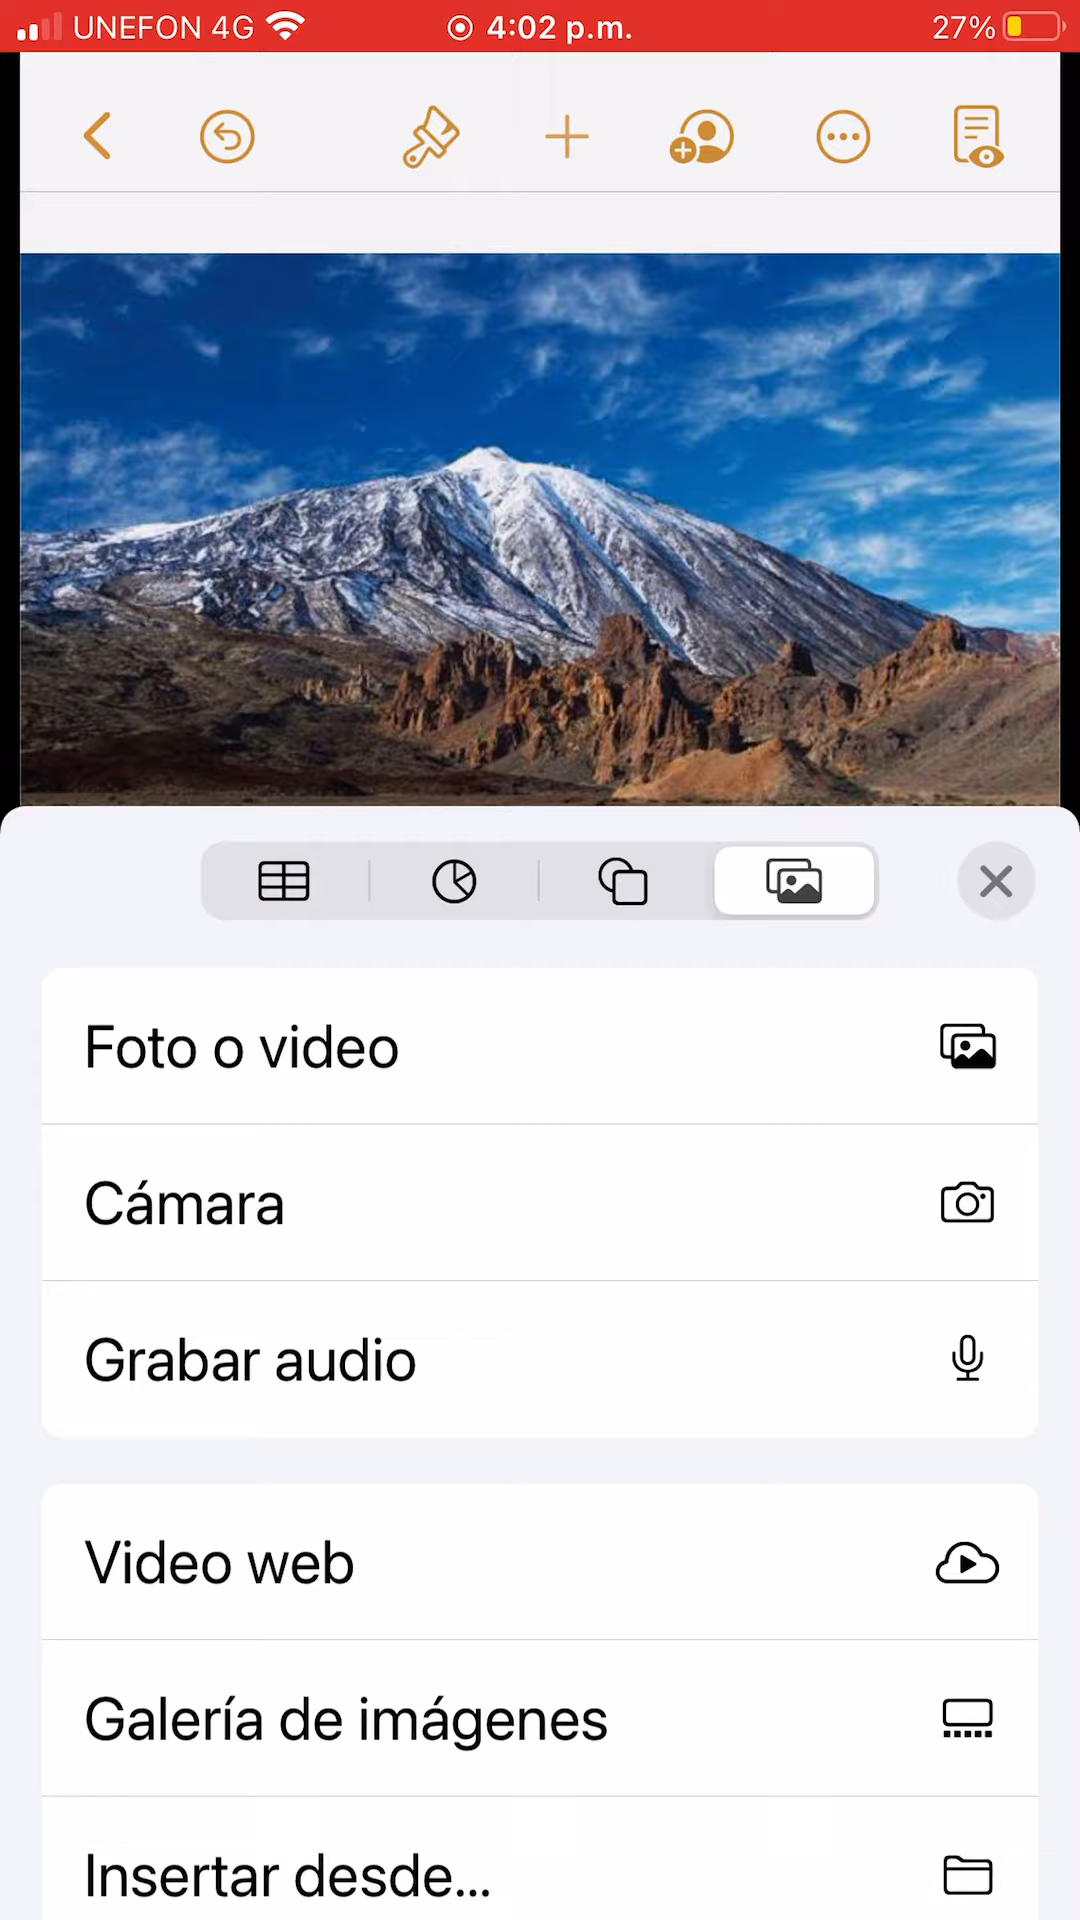 UNEFON 4G 4:02 p.m. 27%
Foto o video
Cámara
Grabar audio
Video web
Galería de imágenes
Insertar desde...